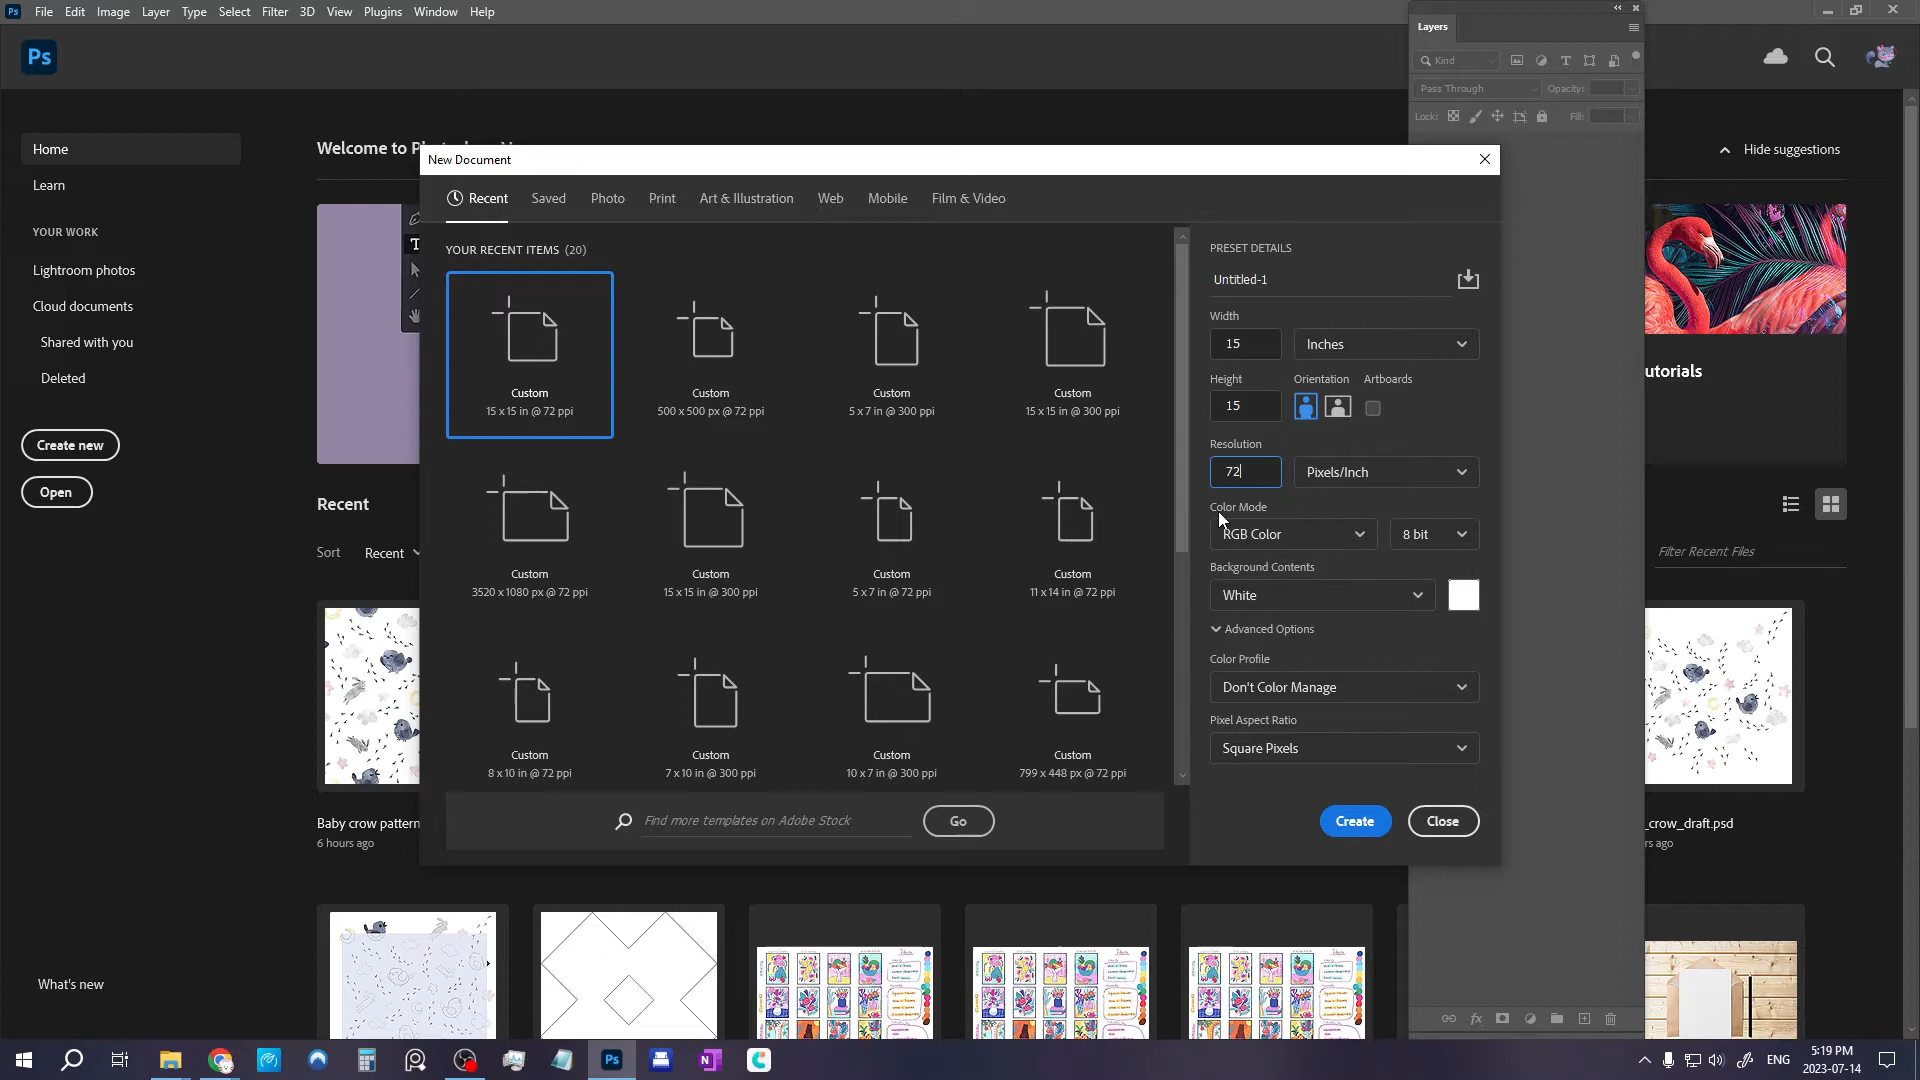 Ps
File Edit Image Layer Type Select Filter 3D View Plugins Window Help
Layers
Ps
Kind
Pass Through Opacity:
Lock: Fill:
Home
Learn
YOUR WORK
Lightroom photos
Cloud documents
Shared with you
Deleted
Create new
Open
What's new
Welcome to
Hide suggestions
T
utorials
Recent
Sort Recent
Filter Recent Files
New Document
Recent Saved Photo Print Art & Illustration Web Mobile Film & Video
YOUR RECENT ITEMS (20)
Custom Custom Custom Custom
15 x 15 in @ 72 ppi 500 x 500 px @ 72 ppi 5 x 7 in @ 300 ppi 15 x 15 in @ 300 ppi
Custom Custom Custom Custom
3520 x 1080 px @ 72 ppi 15 x 15 in @ 300 ppi 5 x 7 in @ 72 ppi 11 x 14 in @ 72 ppi
Custom Custom Custom Custom
8 x 10 in @ 72 ppi 7 x 10 in @ 300 ppi 10 x 7 in @ 300 ppi 799 x 448 px @ 72 ppi
Find more templates on Adobe Stock Go
PRESET DETAILS
Untitled-1
Width
15 Inches
Height Orientation Artboards
15
Resolution
72 Pixels/Inch
Color Mode
RGB Color 8 bit
Background Contents
White
Advanced Options
Color Profile
Don't Color Manage
Pixel Aspect Ratio
Square Pixels
Create Close
Baby crow pattern
6 hours ago
_crow_draft.psd
rs ago
fx
Ps N
ENG
5:19 PM
2023-07-14